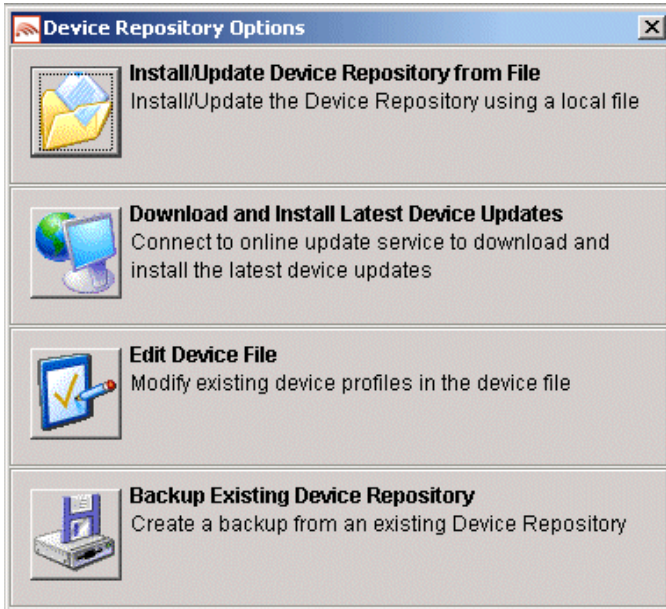 Device Repository Options
Install/Update Device Repository from File
Install/Update the Device Repository using a local file
Download and Install Latest Device Updates
Connect to online update service to download and
install the latest device updates
Edit Device File
Modify existing device profiles in the device file
Backup Existing Device Repository
Create a backup from an existing Device Repository